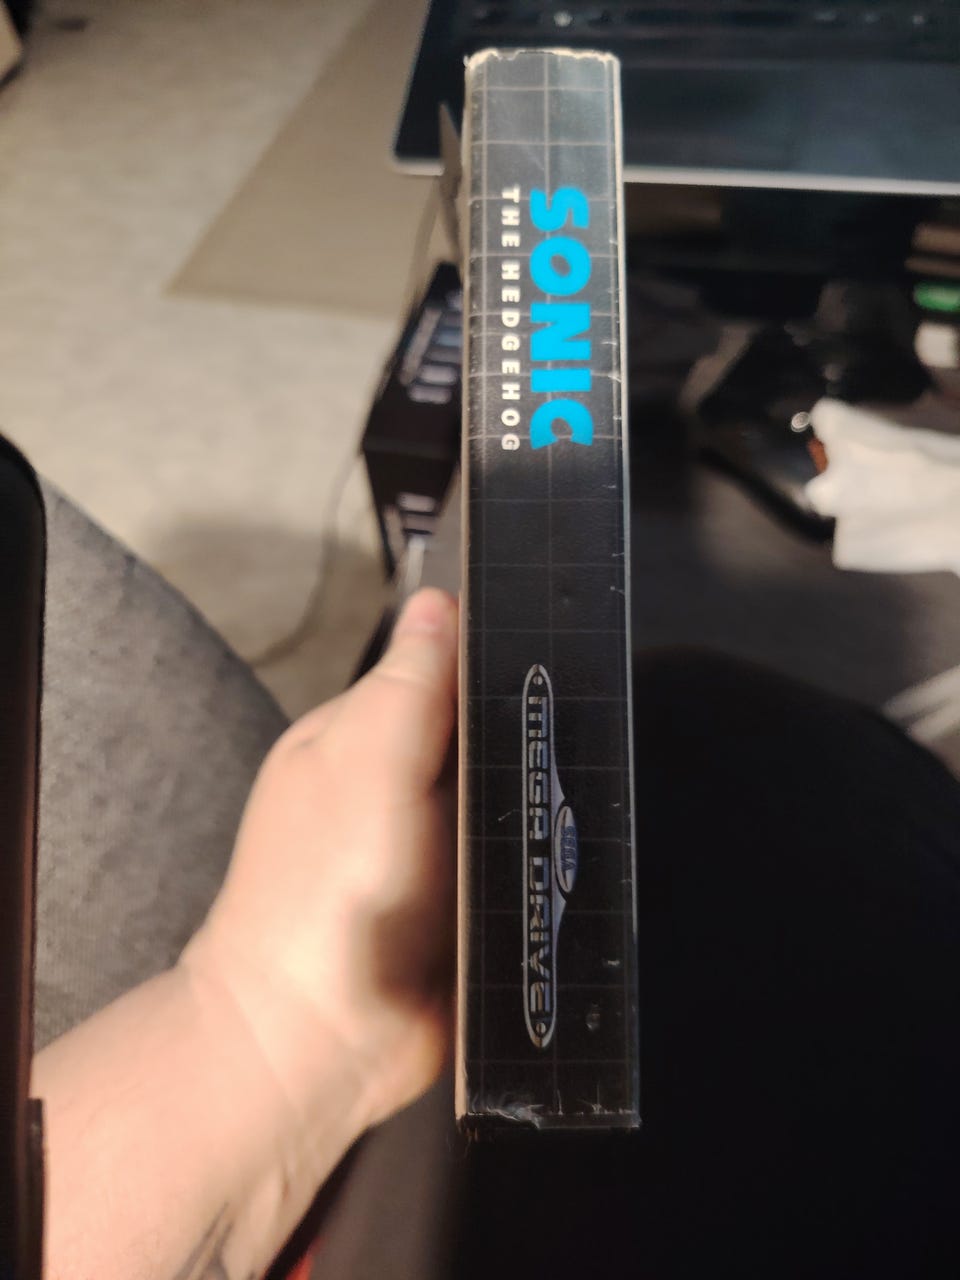 SONIC
THE HEDGEHOG
SEGA
MEGA DRIVE